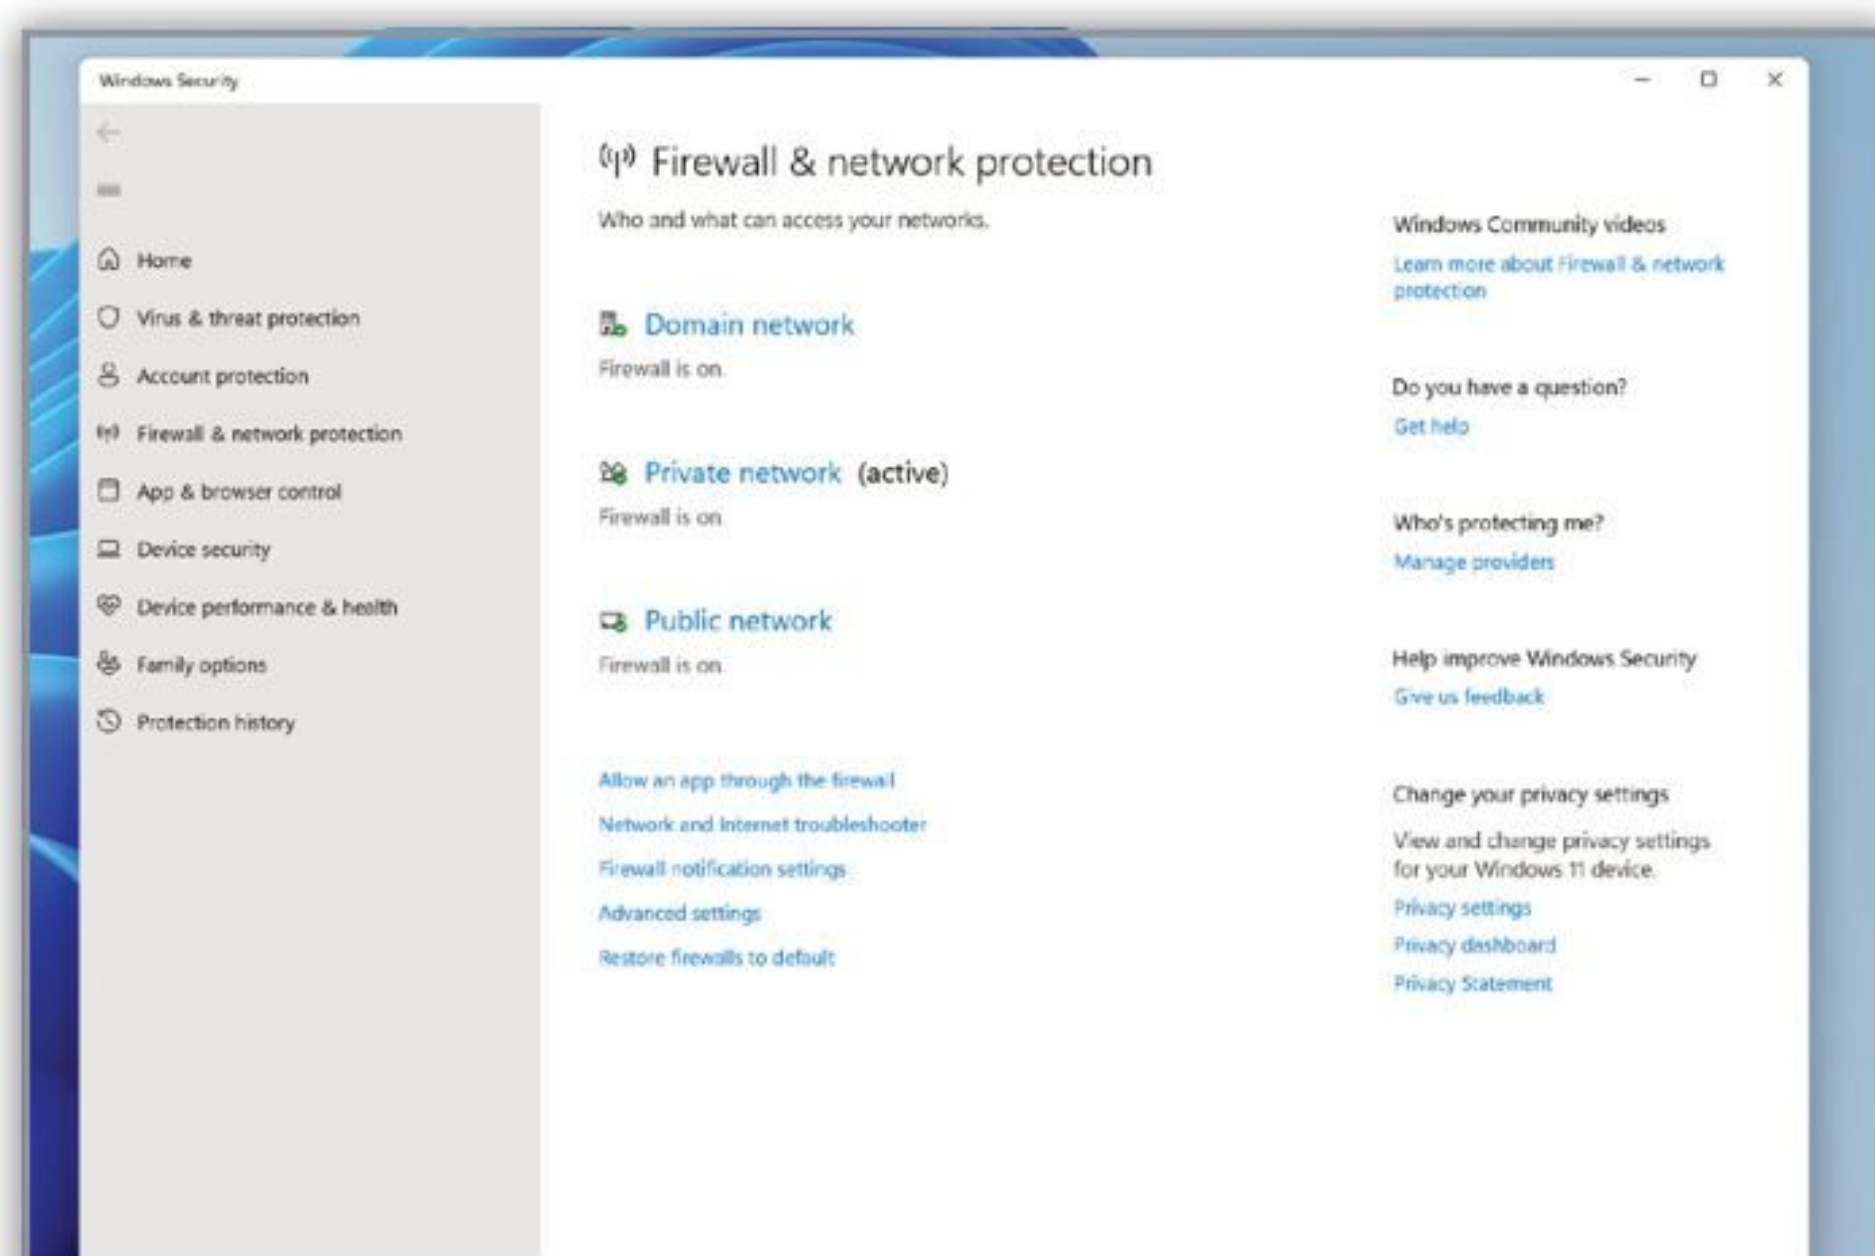 Windows Security
Home
Virus & threat protection
Account protection
Firewall & network protection
App & browser control
Device security
Device performance & health
Family options
Protection history
Firewall & network protection
Who and what can access your networks.
Domain network
Firewall is on.
Private network (active)
Firewall is on.
Public network
Firewall is on.
Allow an app through the firewall
Network and Internet troubleshooter
Firewall notification settings
Advanced settings
Restore firewalls to default
Windows Community videos
Learn more about Firewall & network
protection
Do you have a question?
Get help
Who's protecting me?
Manage providers
Help improve Windows Security
Give us feedback
Change your privacy settings
View and change privacy settings
for your Windows 11 device.
Privacy settings
Privacy dashboard
Privacy Statement